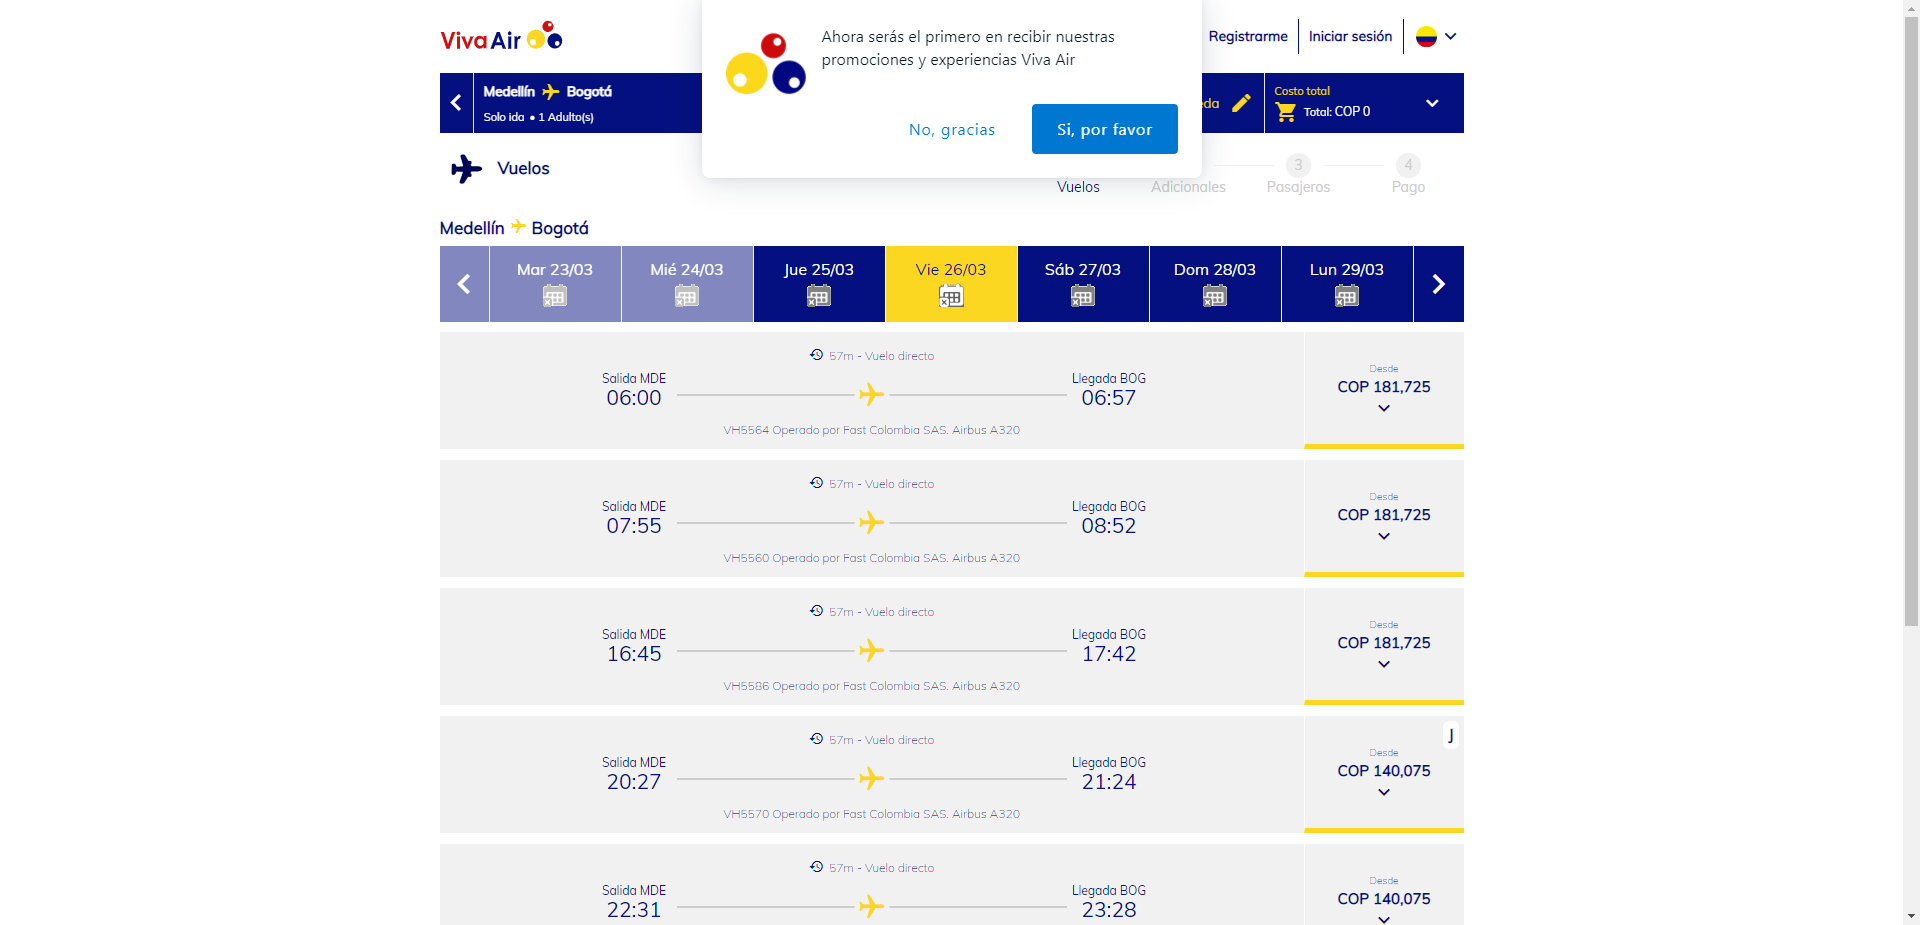 Viva Air
Ahora serás el primero en recibir nuestras
promociones y experiencias Viva Air
No, gracias
Si, por favor
Registrarme
Iniciar sesión
Medellín Bogotá
Solo ida • 1 Adulto(s)
Costo total
Total: COP 0
Vuelos
Vuelos
Adicionales
3
Pasajeros
4
Pago
Medellín Bogotá
Mar 23/03
Mié 24/03
Jue 25/03
Vie 26/03
Sáb 27/03
Dom 28/03
Lun 29/03
57m - Vuelo directo
Salida MDE
06:00
Llegada BOG
06:57
VH5564 Operado por Fast Colombia SAS. Airbus A320
Desde
COP 181,725
57m - Vuelo directo
Salida MDE
07:55
Llegada BOG
08:52
VH5560 Operado por Fast Colombia SAS. Airbus A320
Desde
COP 181,725
57m - Vuelo directo
Salida MDE
16:45
Llegada BOG
17:42
VH5586 Operado por Fast Colombia SAS. Airbus A320
Desde
COP 181,725
57m - Vuelo directo
Salida MDE
20:27
Llegada BOG
21:24
VH5570 Operado por Fast Colombia SAS. Airbus A320
J
Desde
COP 140,075
57m - Vuelo directo
Salida MDE
22:31
Llegada BOG
23:28
Desde
COP 140,075